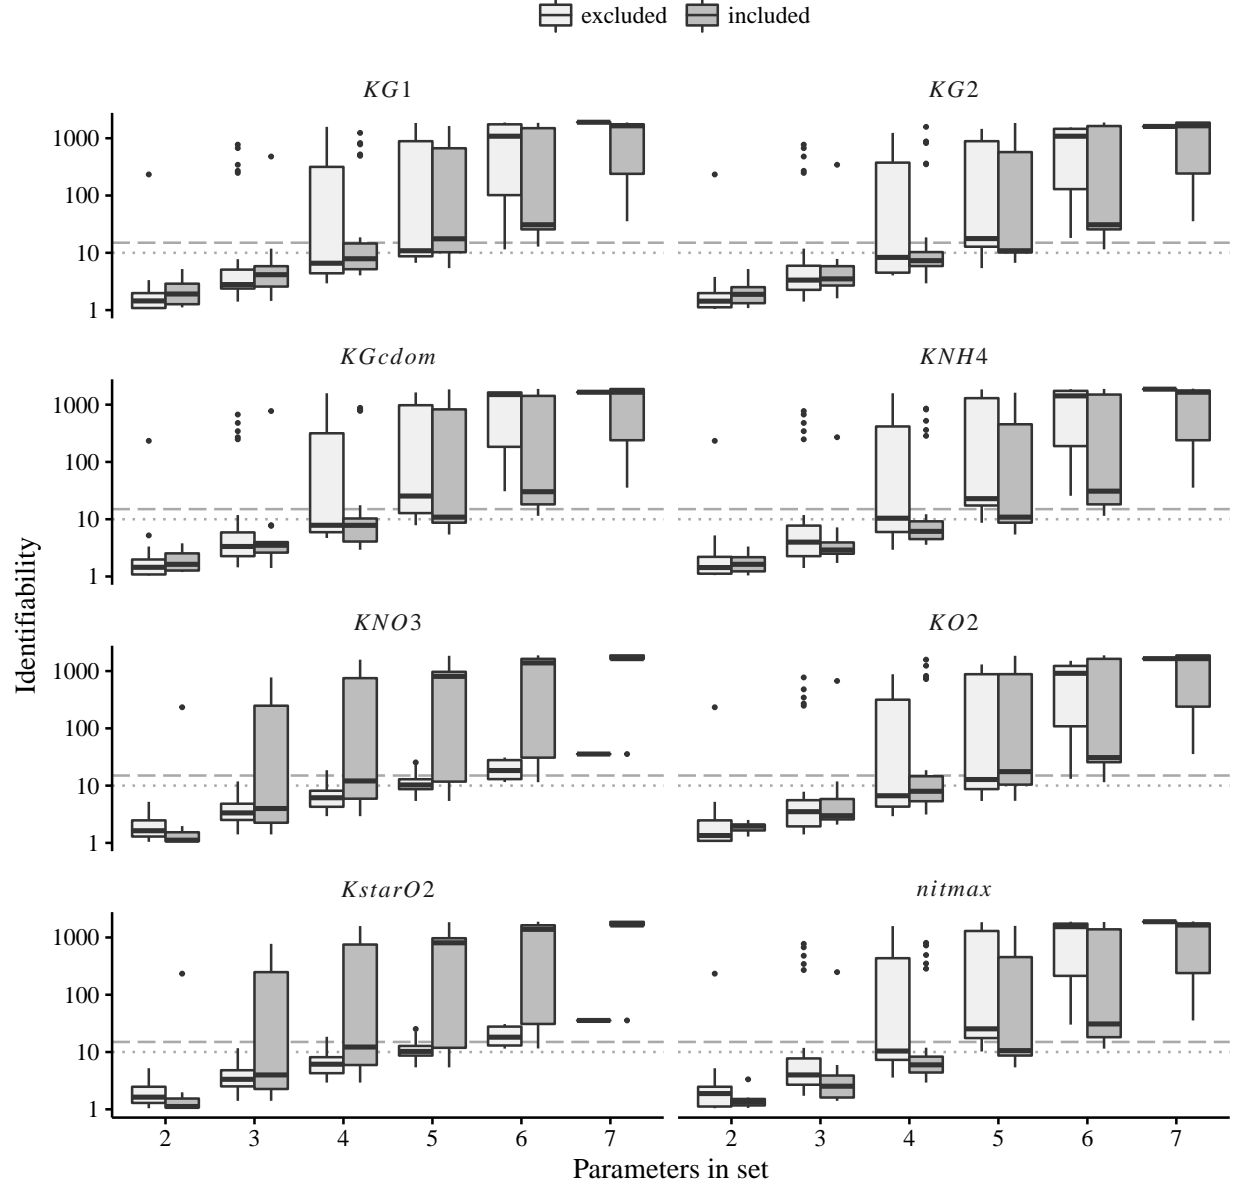 excluded included
KG1 KG2
1000
100
10
1
KGcdom KNH4
1000
100
10
1
Identifiability
KNO3 KO2
1000
100
10
1
KstarO2 nitmax
1000
100
10
1
2 3 4 5 6 7 2 3 4 5 6 7
Parameters in set